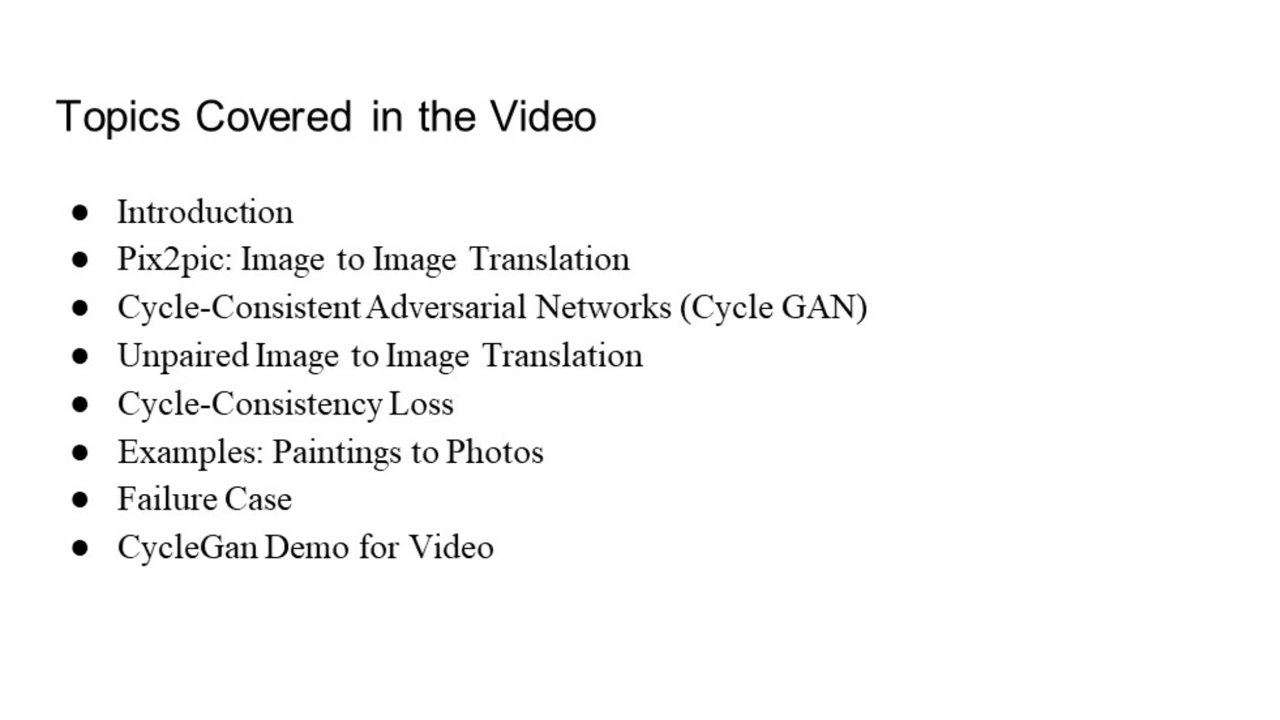 Topics Covered in the Video
● Introduction
● Pix2pic: Image to Image Translation
● Cycle-Consistent Adversarial Networks (Cycle GAN)
● Unpaired Image to Image Translation
● Cycle-Consistency Loss
● Examples: Paintings to Photos
● Failure Case
● CycleGan Demo for Video